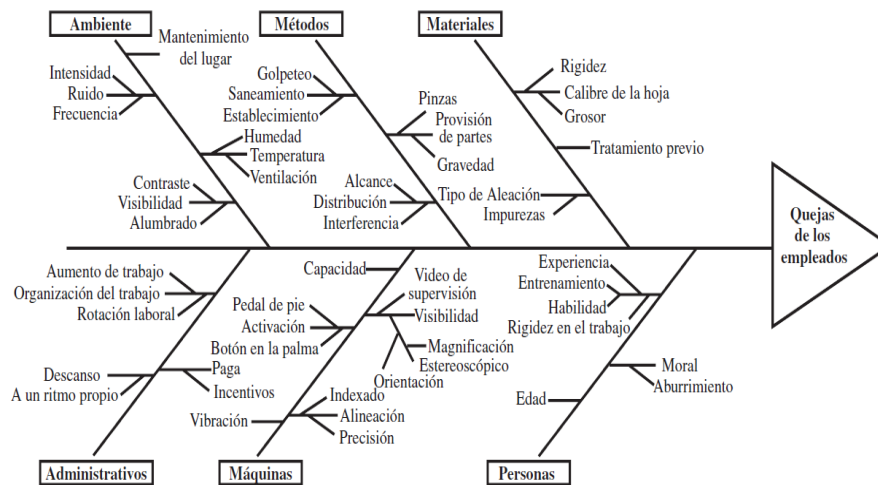 Ambiente
Métodos
Materiales
Mantenimiento
del lugar
Intensidad
Ruido
Frecuencia
Humedad
Temperatura
Ventilación
Contraste
Visibilidad
Alumbrado
Golpeteo
Saneamiento
Establecimiento
Pinzas
Provisión
de partes
Gravedad
Alcance
Distribución
Interferencia
Rigidez
Calibre de la hoja
Grosor
Tratamiento previo
Tipo de Aleación
Impurezas
Quejas
de los
empleados
Aumento de trabajo
Organización del trabajo
Rotación laboral
Paga
Incentivos
Descanso
A un ritmo propio
Capacidad
Video de
supervisión
Visibilidad
Pedal de pie
Activación
Botón en la palma
Magnificación
Estereoscópico
Orientación
Indexado
Alineación
Precisión
Vibración
Experiencia
Entrenamiento
Habilidad
Rigidez en el trabajo
Moral
Aburrimiento
Edad
Administrativos
Máquinas
Personas